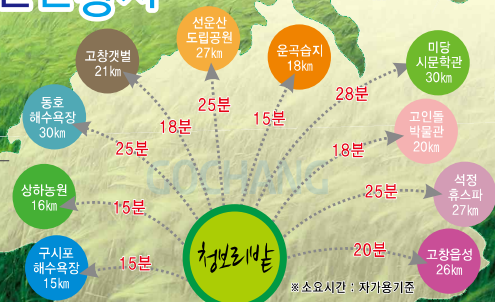 선운산
도립공원
27km
운곡습지
18km
고창갯벌
21km
미당
시문학관
30km
25분
28분
동호
해수욕장
30km
18분
15분
고인돌
박물관
20km
25분
18분
상하농원
16km
석정
휴스파
27km
25분
15분
GOCHANG
구시포
해수욕장
15km
15분
청보리밭
20분
고창읍성
26km
※소요시간 : 자가용기준